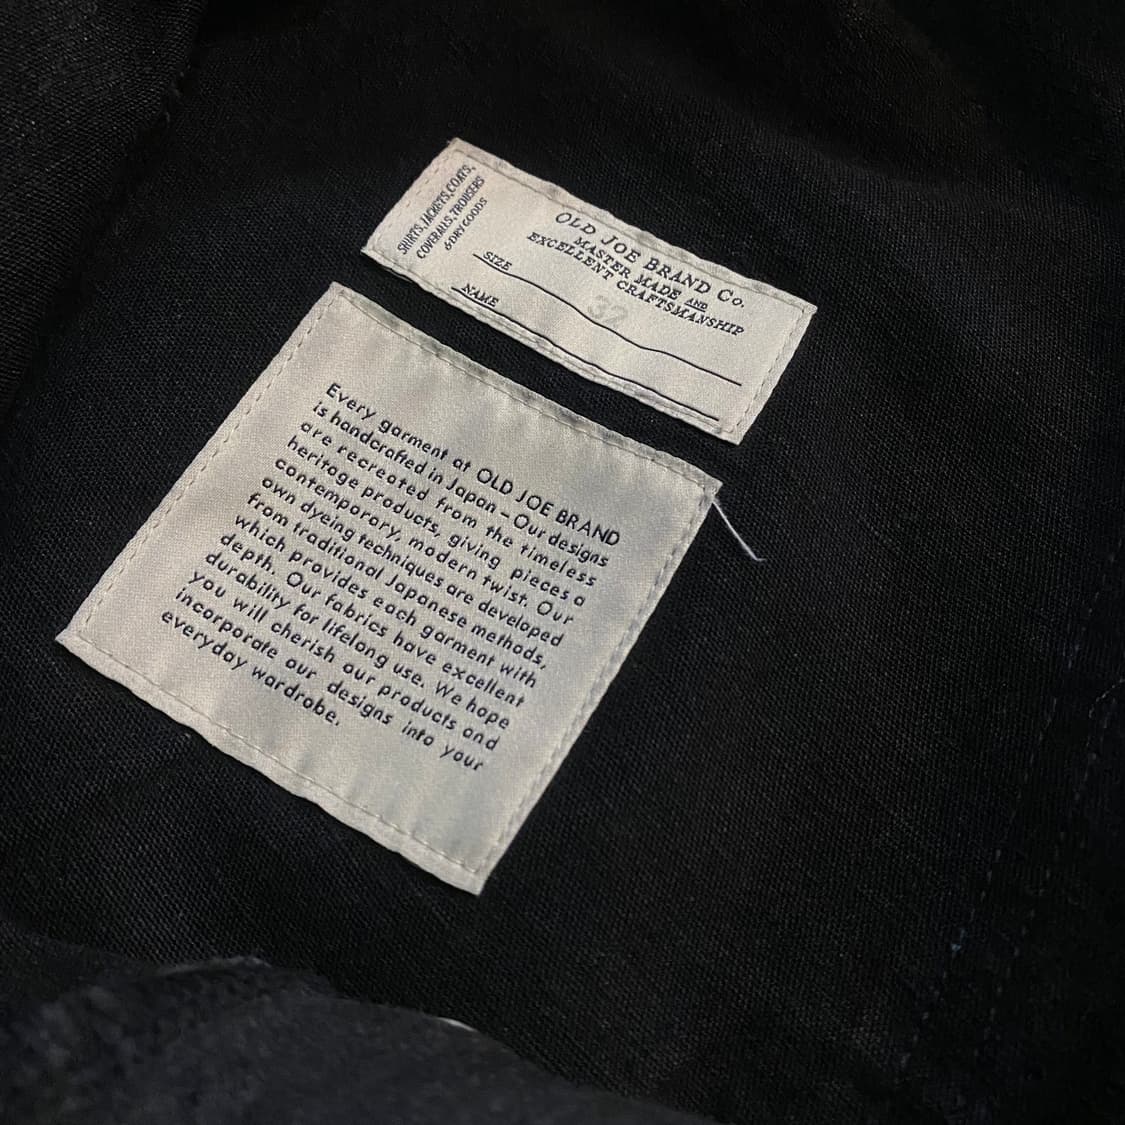 SHIRTS, JACKETS, COATS,
COVERALLS, TROUSERS
& DRY GOODS
OLD JOE BRAND Co.
MASTER MADE AND
EXCELLENT CRAFTSMANSHIP
SIZE 32
NAME
Every garment at OLD JOE BRAND
is handcrafted in Japan – Our designs
are recreated from the timeless
heritage products, giving pieces a
contemporary, modern twist. Our
own dyeing techniques are developed
from traditional Japanese methods,
which provides each garment with
depth. Our fabrics have excellent
durability for lifelong use. We hope
you will cherish our products and
incorporate our designs into your
everyday wardrobe.